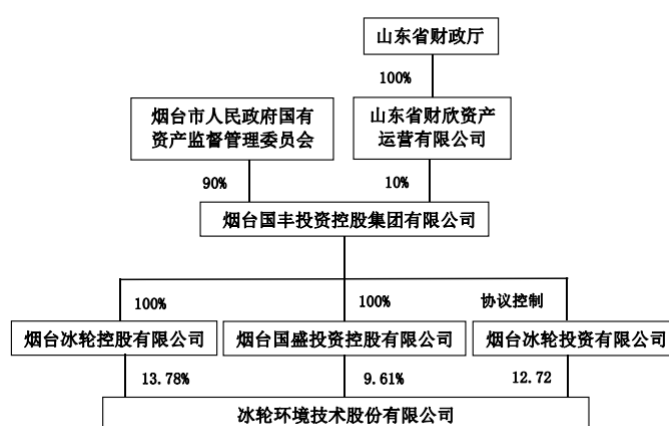 山东省财政厅
100%
烟台市人民政府国有
资产监督管理委员会
山东省财欣资产
运营有限公司
90%
10%
烟台国丰投资控股集团有限公司
100%
100%
协议控制
烟台冰轮控股有限公司
烟台国盛投资控股有限公司
烟台冰轮投资有限公司
13.78%
9.61%
12.72
冰轮环境技术股份有限公司